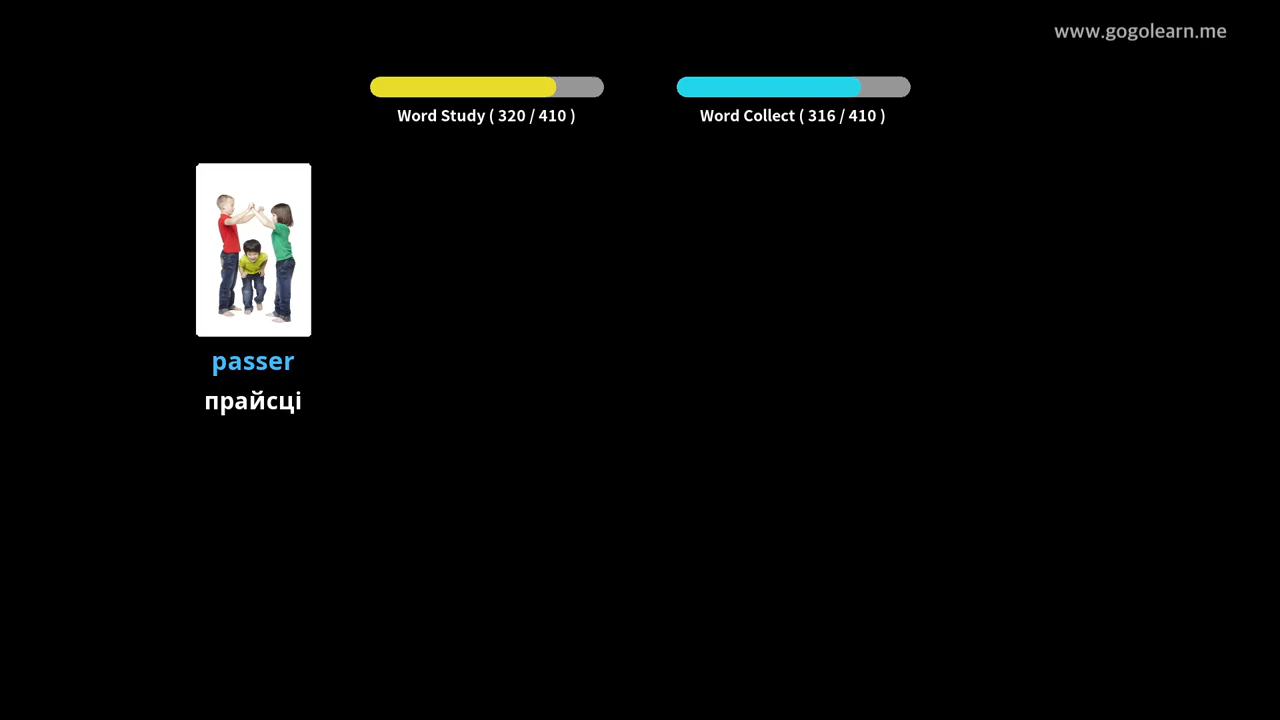 www.gogolearn.me
Word Study ( 320 / 410 )
Word Collect ( 316 / 410 )
passer
прайсці